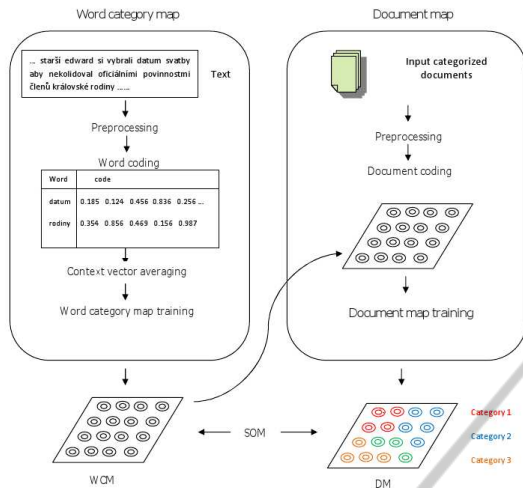 Word category map
... starší edward si vybrali datum svatby
aby nekolidoval oficiálními povinnostmi
členů královské rodiny ......
Text
Preprocessing
Word coding
Word code
datum 0.185 0.124 0.456 0.836 0.256 ...
rodiny 0.354 0.856 0.469 0.156 0.987
Context vector averaging
Word category map training
WCM
Document map
Input categorized
documents
Preprocessing
Document coding
Document map training
SOM
Category 1
Category 2
Category 3
DM